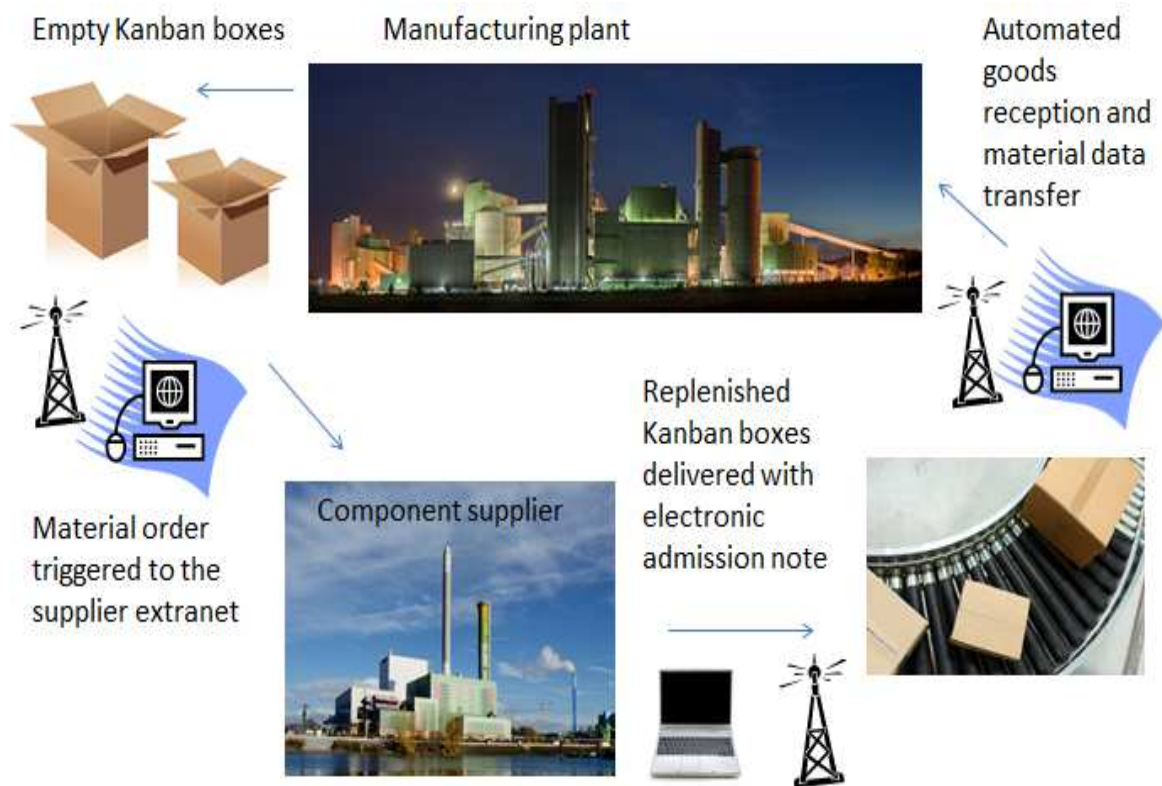 Empty Kanban boxes
Manufacturing plant
Automated
goods
reception and
material data
transfer
Replenished
Kanban boxes
delivered with
electronic
admission note
Component supplier
Material order
triggered to the
supplier extranet